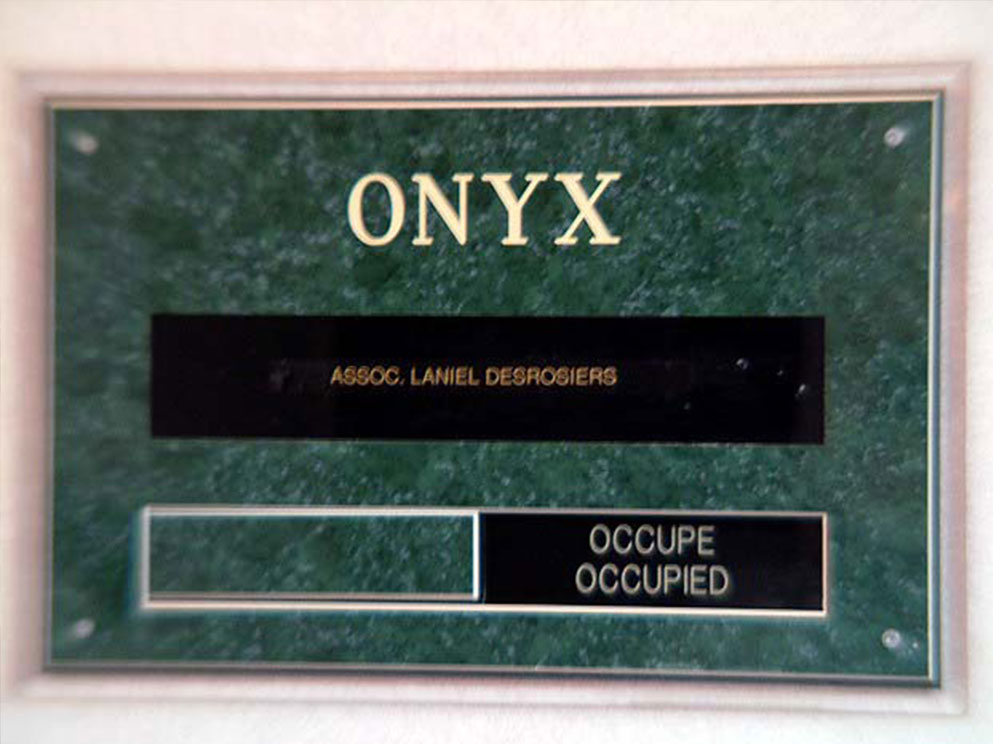 ONYX
ASSOC. LANIEL DESROSIERS
OCCUPE
OCCUPIED